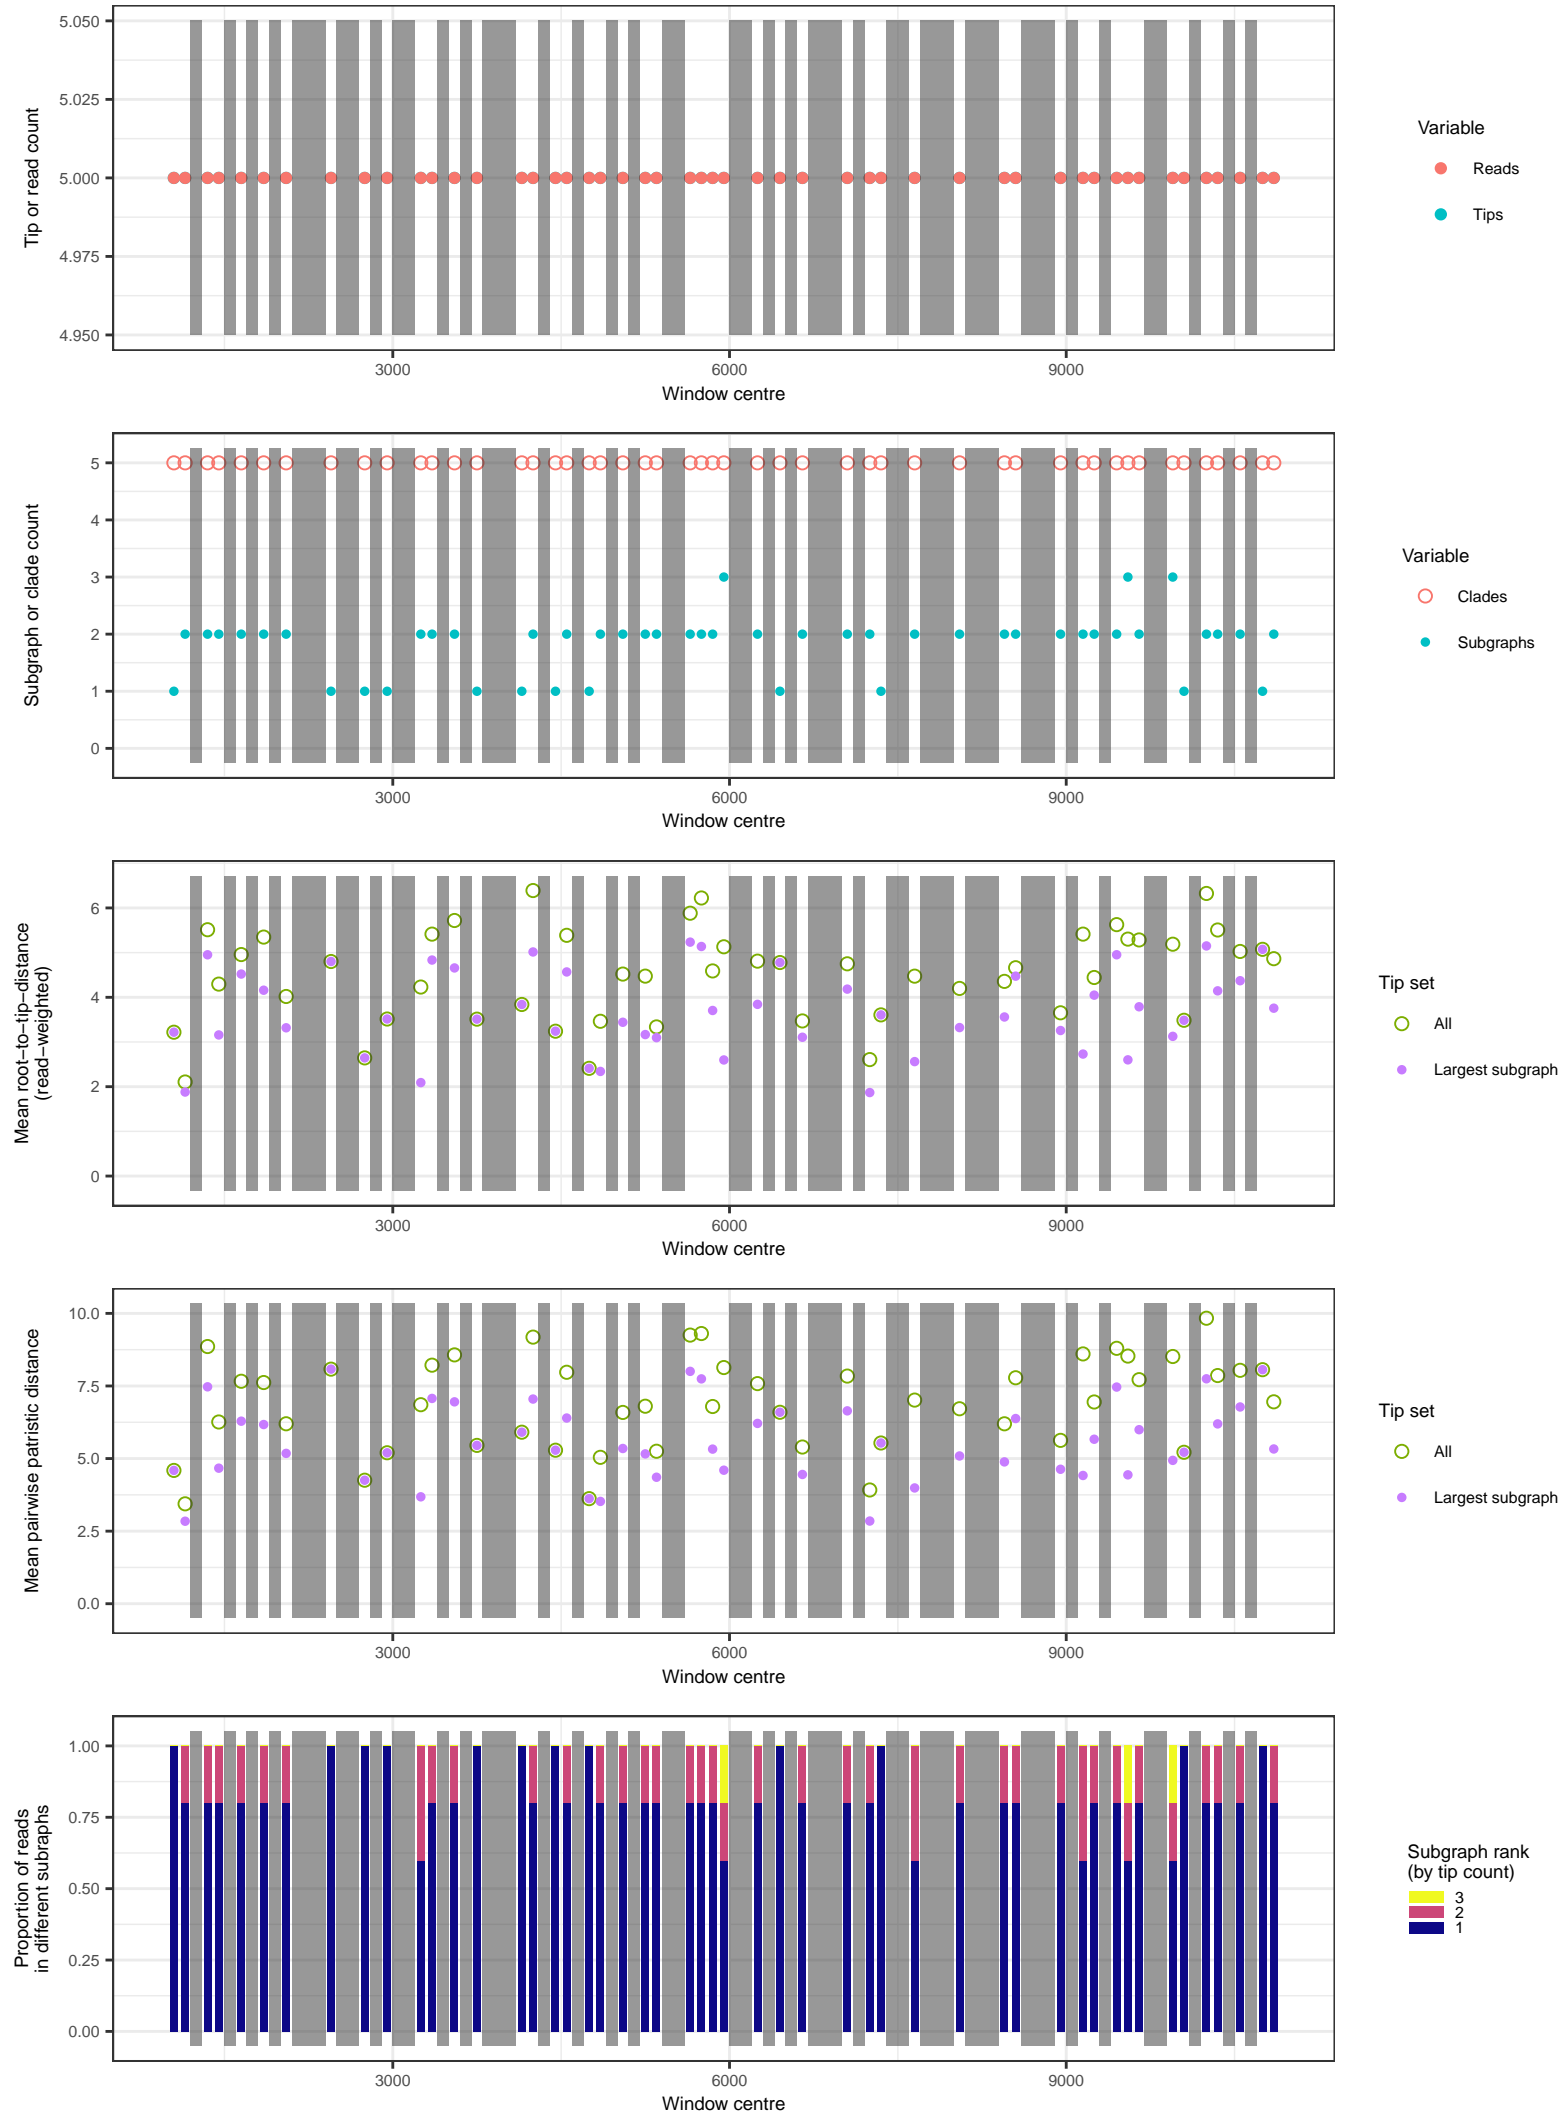 5.050
5.025
5.000
4.975
4.950
Tip or read count
3000
6000
9000
Window centre
Variable
Reads
Tips
5
4
3
2
1
0
Subgraph or clade count
3000
6000
9000
Window centre
Variable
Clades
Subgraphs
6
4
2
0
Mean root−to−tip−distance
(read−weighted)
3000
6000
9000
Window centre
Tip set
All
Largest subgraph
10.0
7.5
5.0
2.5
0.0
Mean pairwise patristic distance
3000
6000
9000
Window centre
Tip set
All
Largest subgraph
1.00
0.75
0.50
0.25
0.00
Proportion of reads
in different subraphs
3000
6000
9000
Window centre
Subgraph rank
(by tip count)
3
2
1